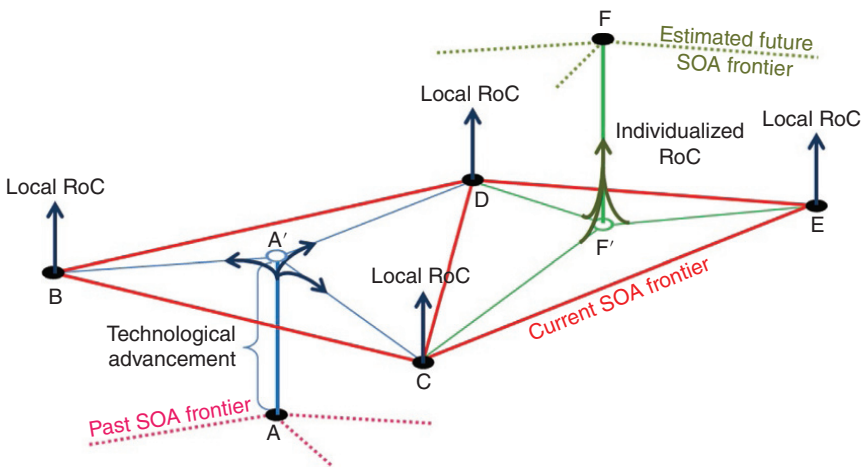 F
Estimated future
SOA frontier
Local RoC
Individualized
RoC
Local RoC
Local RoC
D
E
A′
F′
B
Local RoC
Current SOA frontier
Technological
advancement
C
Past SOA frontier
A